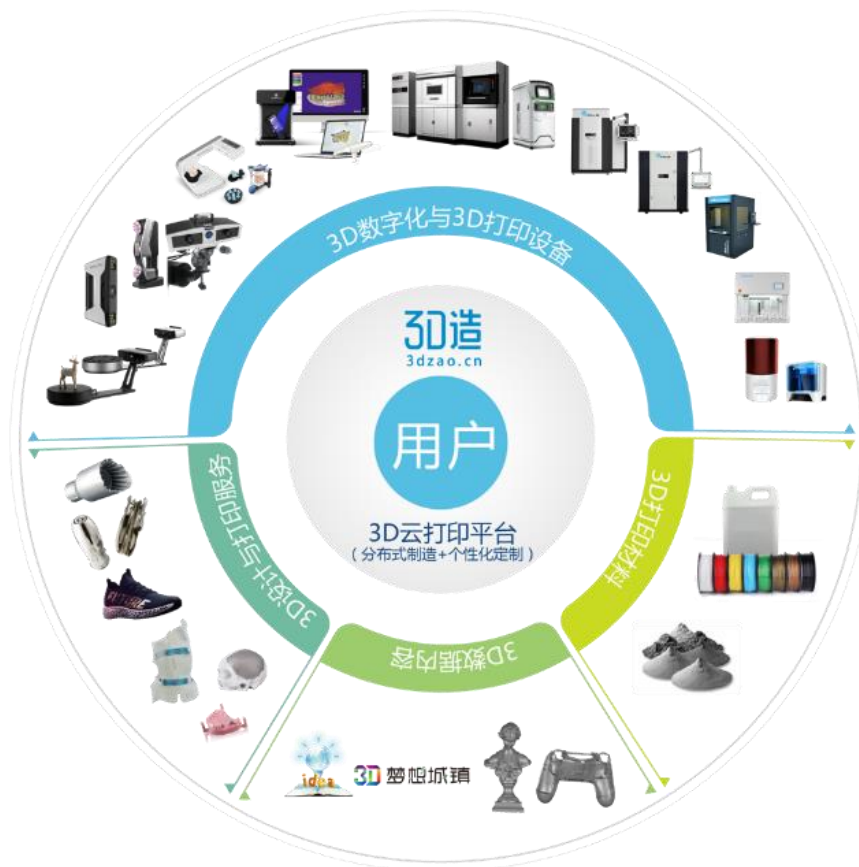 3D数字化与3D打印设备
3D造
3dzao.cn
用户
3D云打印平台
(分布式制造+个性化定制)
3D设计与打印服务
3D打印材料
3D数据内容
FUTURE
idea
3D梦想城镇